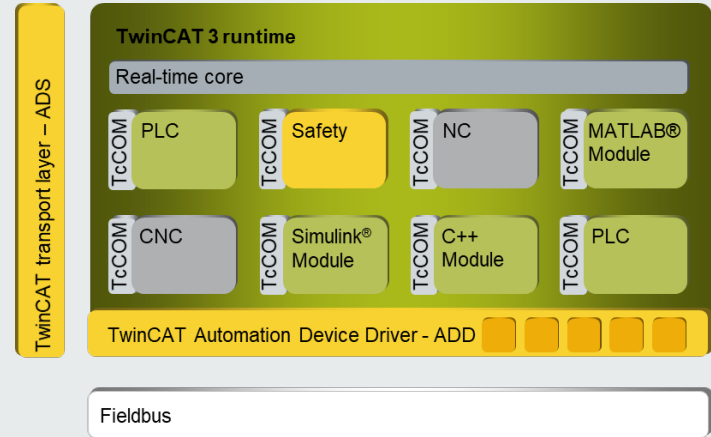 TwinCAT transport layer – ADS
TwinCAT 3 runtime
Real-time core
TcCOM
PLC
TcCOM
Safety
TcCOM
NC
TcCOM
MATLAB®
Module
TcCOM
CNC
TcCOM
Simulink®
Module
TcCOM
C++
Module
TcCOM
PLC
TwinCAT Automation Device Driver - ADD
Fieldbus